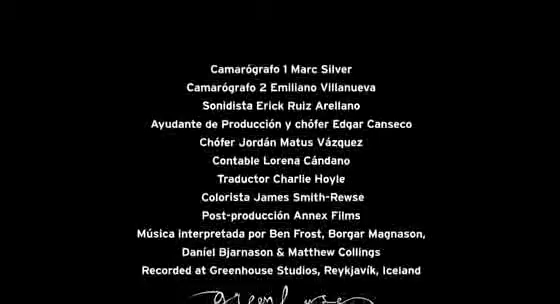 Camarógrafo 1 Marc Silver
Camarógrafo 2 Emiliano Villanueva
Sonidista Erick Ruiz Arellano
Ayudante de Producción y chófer Edgar Canseco
Chófer Jordán Matus Vázquez
Contable Lorena Cándano
Traductor Charlie Hoyle
Colorista James Smith-Rewse
Post-producción Annex Films
Música interpretada por Ben Frost, Borgar Magnason,
Daníel Bjarnason & Matthew Collings
Recorded at Greenhouse Studios, Reykjavík, Iceland